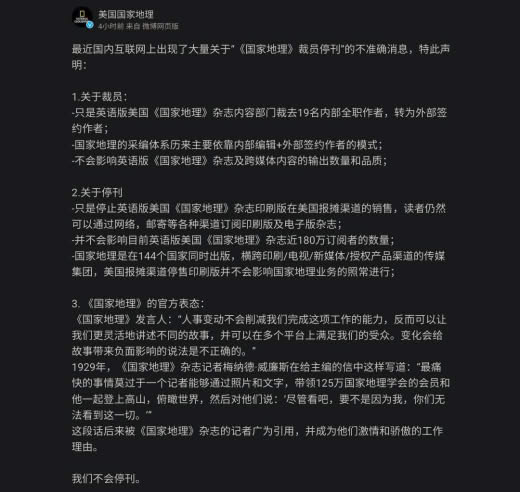 美国国家地理
4小时前 来自 微博网页版
最近国内互联网上出现了大量关于“《国家地理》裁员停刊”的不准确消息，特此声
明：
1.关于裁员：
-只是英语版美国《国家地理》杂志内容部门裁去19名内部全职作者，转为外部签
约作者；
-国家地理的采编体系历来主要依靠内部编辑+外部签约作者的模式；
-不会影响英语版《国家地理》杂志及跨媒体内容的输出数量和品质；
2.关于停刊
-只是停止英语版美国《国家地理》杂志印刷版在美国报摊渠道的销售，读者仍然
可以通过网络，邮寄等各种渠道订阅印刷版及电子版杂志；
-并不会影响目前英语版美国《国家地理》杂志近180万订阅者的数量；
-国家地理是在144个国家同时出版，横跨印刷/电视/新媒体/授权产品渠道的传媒
集团，美国报摊渠道停售印刷版并不会影响国家地理业务的照常进行；
3. 《国家地理》的官方表态：
《国家地理》发言人：“人事变动不会削减我们完成这项工作的能力，反而可以让
我们更灵活地讲述不同的故事，并可以在多个平台上满足我们的受众。变化会给
故事带来负面影响的说法是不正确的。”
1929年，《国家地理》杂志记者梅纳德·威廉斯在给主编的信中这样写道：“最痛
快的事情莫过于一个记者能够通过照片和文字，带领125万国家地理学会的会员和
他一起登上高山，俯瞰世界，然后对他们说：‘尽管看吧，要不是因为我，你们无
法看到这一切。’”
这段话后来被《国家地理》杂志的记者广为引用，并成为他们激情和骄傲的工作
理由。
我们不会停刊。